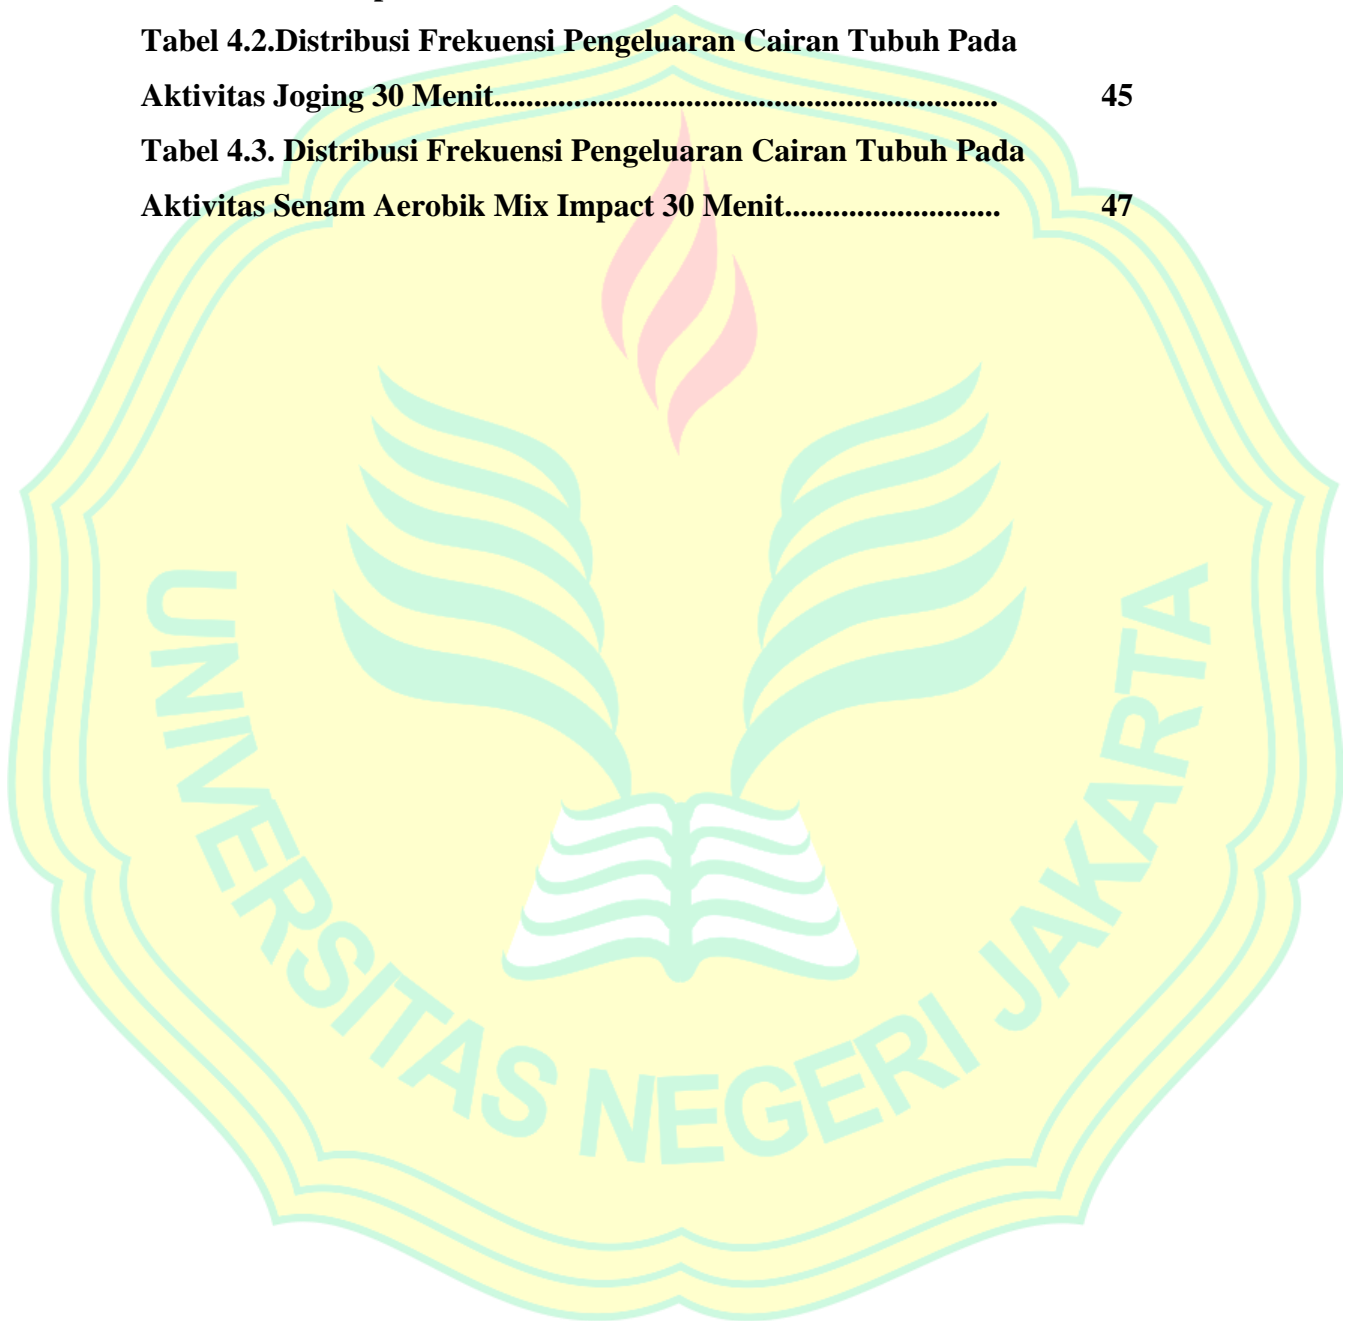 Tabel 4.2.Distribusi Frekuensi Pengeluaran Cairan Tubuh Pada
Aktivitas Joging 30 Menit............................................................... 45
Tabel 4.3. Distribusi Frekuensi Pengeluaran Cairan Tubuh Pada
Aktivitas Senam Aerobik Mix Impact 30 Menit........................... 47
UNIVERSITAS NEGERI JAKARTA